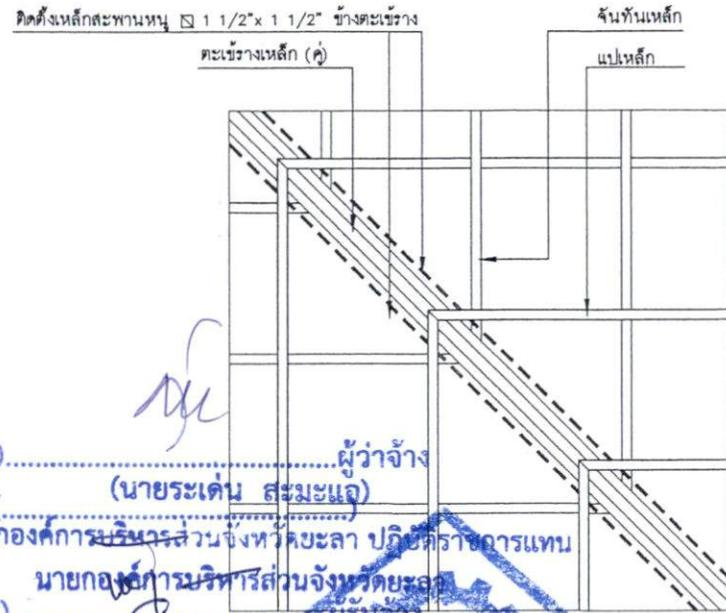 ติดตั้งเหล็กสะพานหนู 1 1/2"x 1 1/2" ข้างตะเข้ราง
จันทันเหล็ก
ตะเข้รางเหล็ก (คู่)
แปเหล็ก
)..........................................ผู้ว่าจ้าง
(นายระเด่น สะมะแอ)
กองค์การบริหารส่วนจังหวัดยะลา ปฏิบัติราชการแทน
นายกองค์การบริหารส่วนจังหวัดยะลา